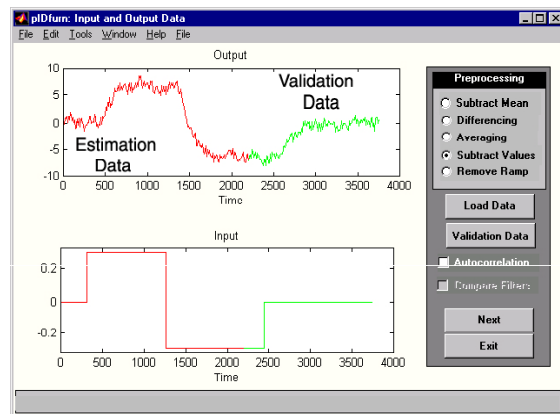 pIDfurn: Input and Output Data
File Edit Tools Window Help File
Output
10
5
0
-5
-10
Estimation
Data
Validation
Data
0 500 1000 1500 2000 2500 3000 3500 4000
Time
Input
0.2
0
-0.2
0 500 1000 1500 2000 2500 3000 3500 4000
Time
Preprocessing
Subtract Mean
Differencing
Averaging
Subtract Values
Remove Ramp
Load Data
Validation Data
Autocorrelation
Compare Filters
Next
Exit